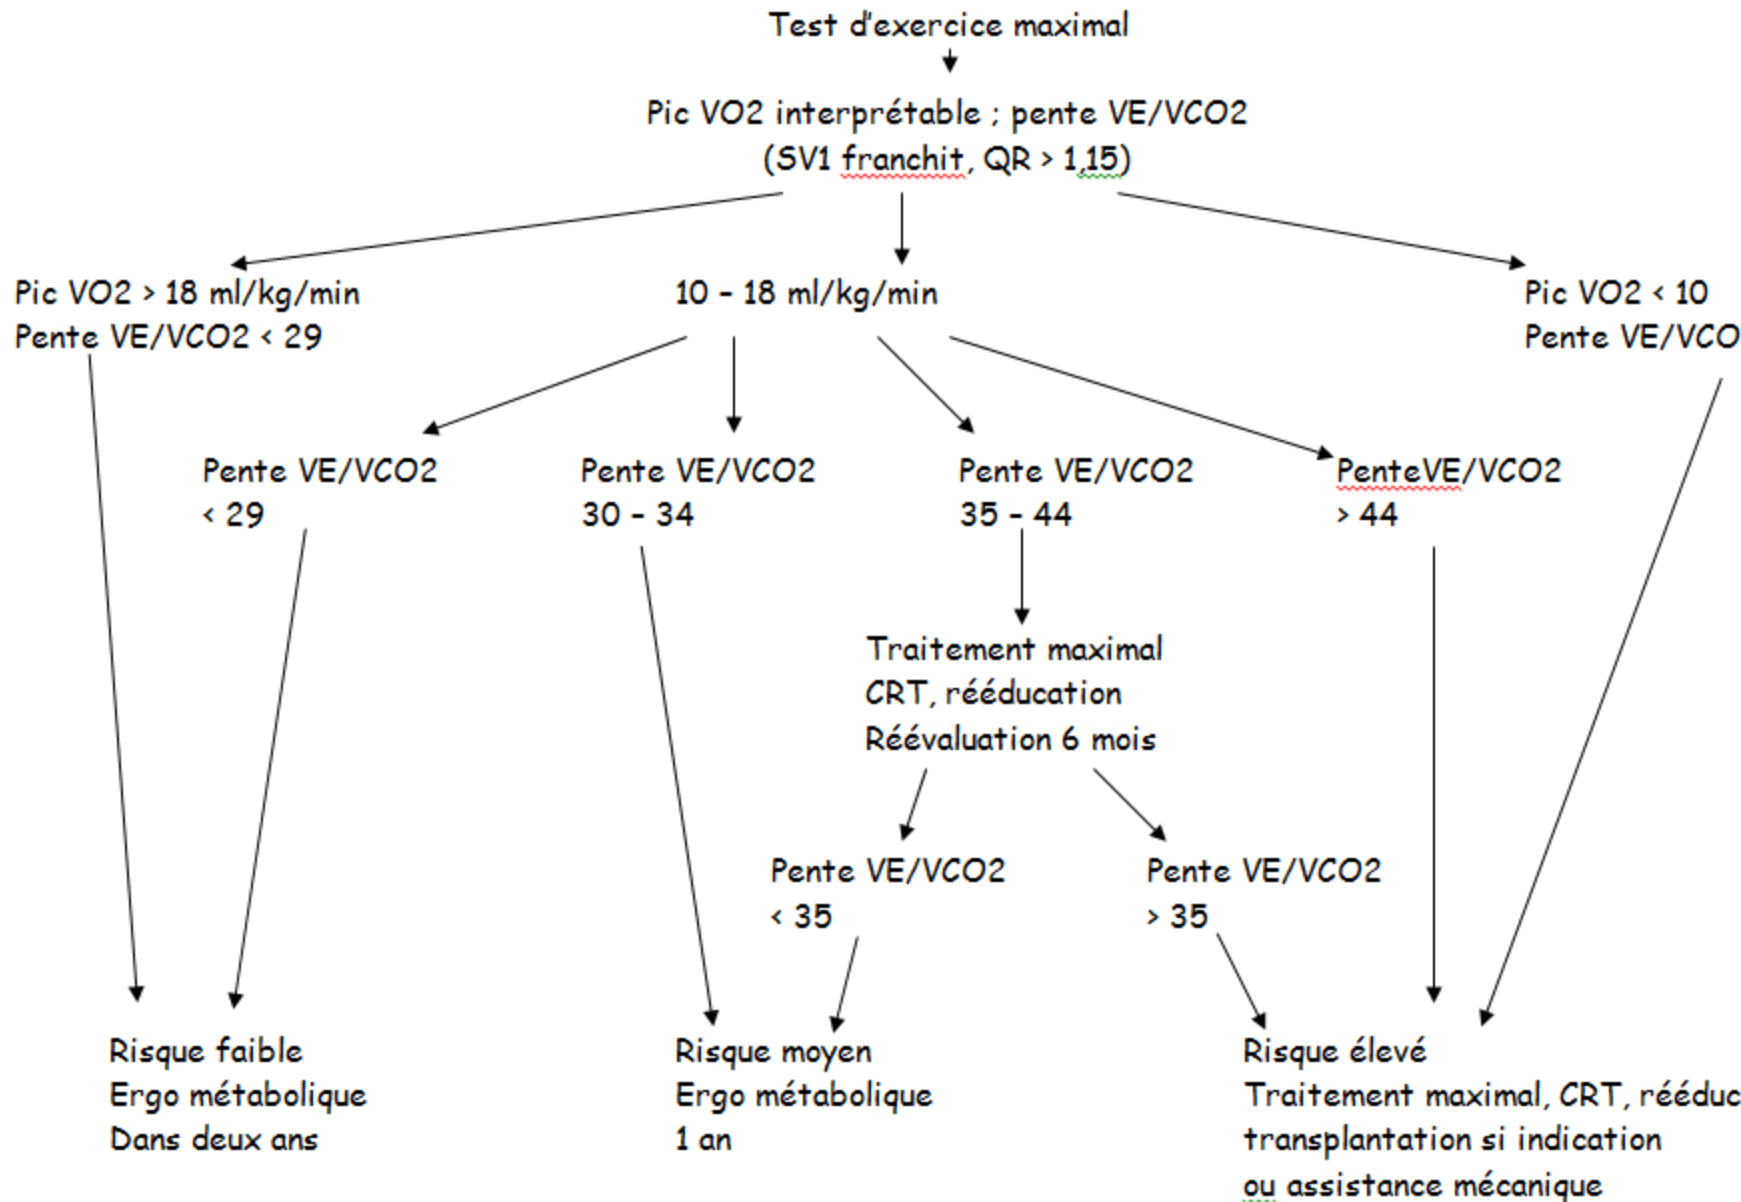 Test d'exercice maximal
Pic VO2 interprétable ; pente VE/VCO2
(SV1 franchit, QR > 1,15)
Pic VO2 > 18 ml/kg/min
Pente VE/VCO2 < 29
10 – 18 ml/kg/min
Pic VO2 < 10
Pente VE/VCO
Pente VE/VCO2
< 29
Pente VE/VCO2
30 – 34
Pente VE/VCO2
35 – 44
PenteVE/VCO2
> 44
Traitement maximal
CRT, rééducation
Réévaluation 6 mois
Pente VE/VCO2
< 35
Pente VE/VCO2
> 35
Risque faible
Ergo métabolique
Dans deux ans
Risque moyen
Ergo métabolique
1 an
Risque élevé
Traitement maximal, CRT, rééduc
transplantation si indication
ou assistance mécanique